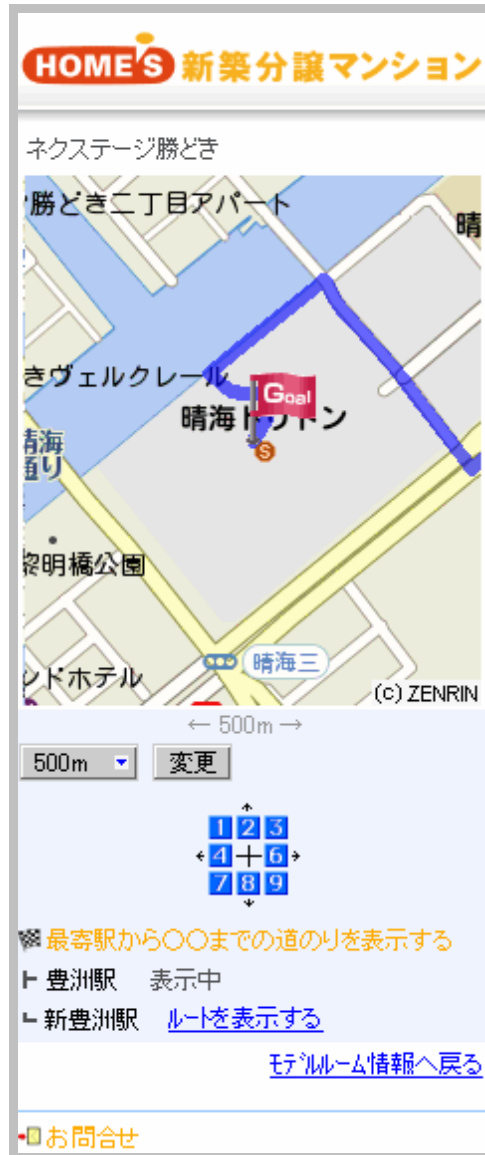 HOME'S 新築分譲マンション
ネクステージ勝どき
勝どき二丁目アパート
晴
きヴェルクレール
Goal
晴海トリトン
S
晴海
通り
黎明橋公園
晴海三
ンドホテル
(C) ZENRIN
← 500m →
500m 変更
1 2 3
4 6
7 8 9
最寄駅から〇〇までの道のりを表示する
豊洲駅 表示中
新豊洲駅 ルートを表示する
モデルルーム情報へ戻る
お問合せ